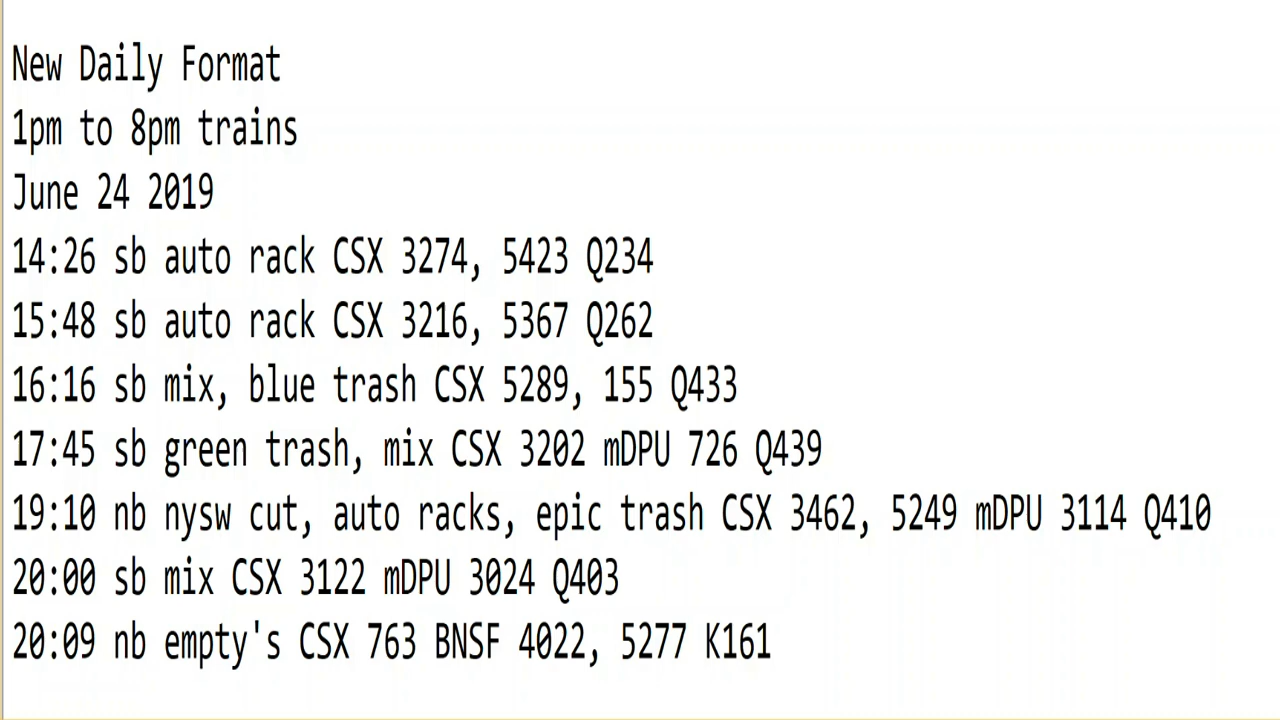 New Daily Format
1pm to 8pm trains
June 24 2019
14:26 sb auto rack CSX 3274, 5423 Q234
15:48 sb auto rack CSX 3216, 5367 Q262
16:16 sb mix, blue trash CSX 5289, 155 Q433
17:45 sb green trash, mix CSX 3202 mDPU 726 Q439
19:10 nb nysw cut, auto racks, epic trash CSX 3462, 5249 mDPU 3114 Q410
20:00 sb mix CSX 3122 mDPU 3024 Q403
20:09 nb empty's CSX 763 BNSF 4022, 5277 K161